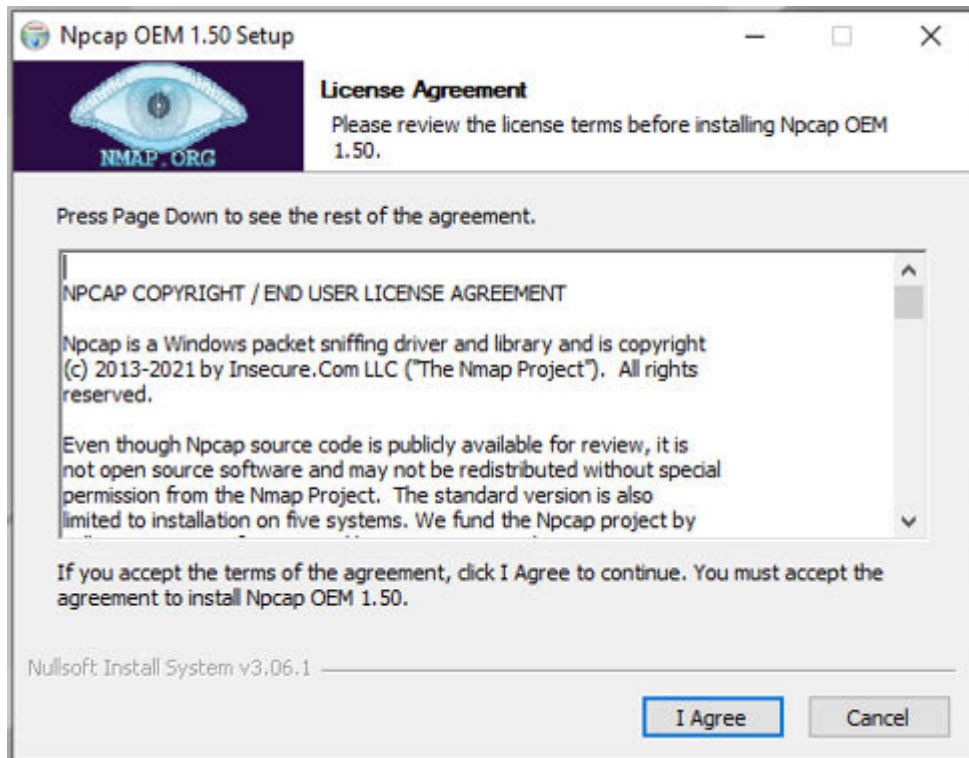 Npcap OEM 1.50 Setup
NMAP.ORG
License Agreement
Please review the license terms before installing Npcap OEM
1.50.
Press Page Down to see the rest of the agreement.
NPCAP COPYRIGHT / END USER LICENSE AGREEMENT
Npcap is a Windows packet sniffing driver and library and is copyright
(c) 2013-2021 by Insecure.Com LLC ("The Nmap Project").  All rights
reserved.
Even though Npcap source code is publicly available for review, it is
not open source software and may not be redistributed without special
permission from the Nmap Project.  The standard version is also
limited to installation on five systems. We fund the Npcap project by
If you accept the terms of the agreement, click I Agree to continue. You must accept the
agreement to install Npcap OEM 1.50.
Nullsoft Install System v3.06.1
I Agree
Cancel